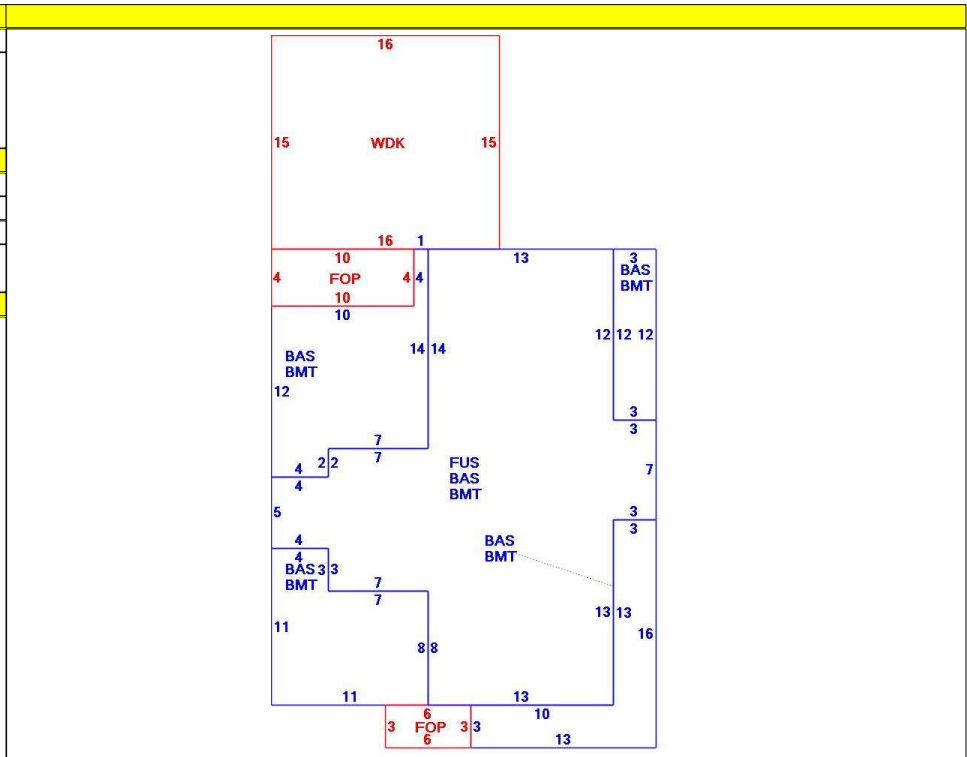 16
15 WDK 15
16 1
10 13 3
4 FOP 4 4 BAS
BMT
10
10
12 12 12
14 14
BAS
BMT
12
3
3
7
7
4 2 2
4
FUS
BAS
BMT
7
5
3
3
4
4
BAS
BMT
BAS 3 3
BMT
7
7
13 13
11
16
8 8
11 13
6 10
3 FOP 3 3
6 13